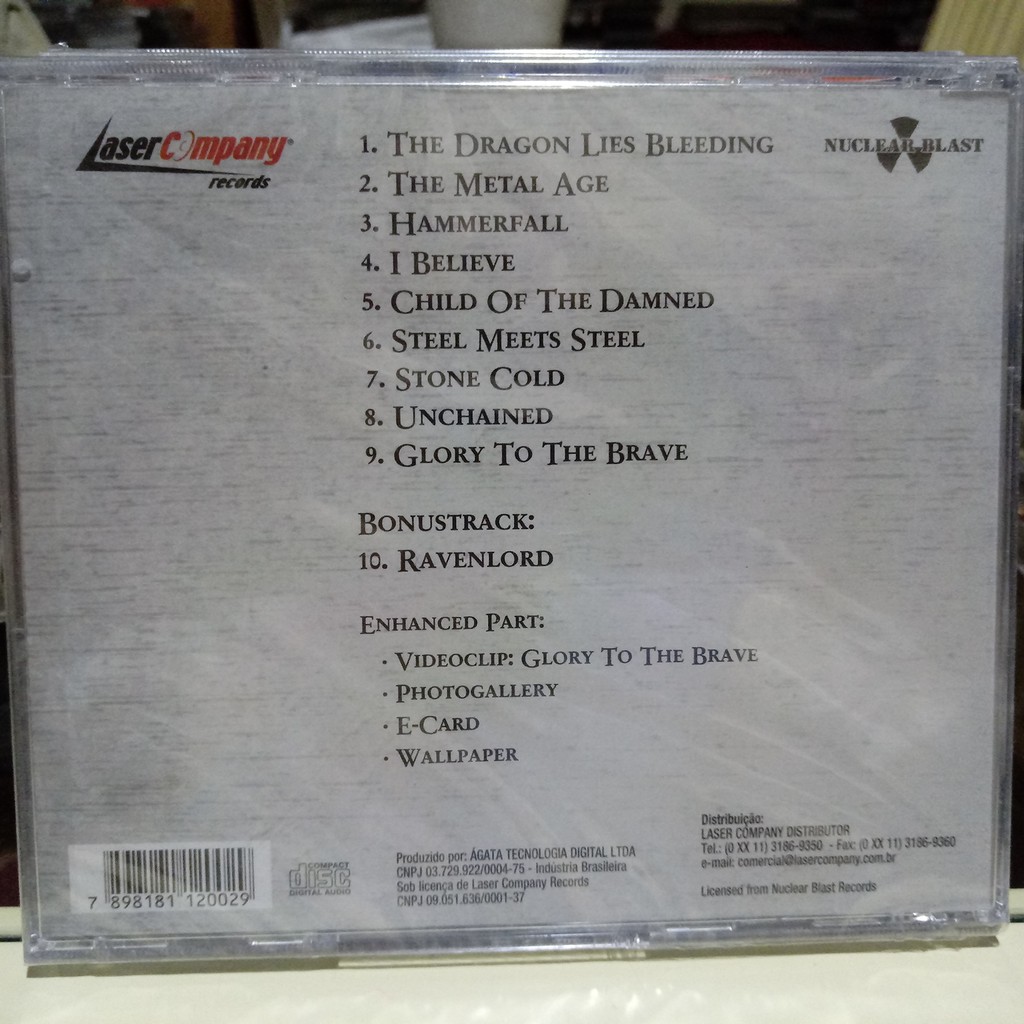 LaserCompany®
records
1. The Dragon Lies Bleeding
2. The Metal Age
3. Hammerfall
4. I Believe
5. Child Of The Damned
6. Steel Meets Steel
7. Stone Cold
8. Unchained
9. Glory To The Brave
Bonustrack:
10. Ravenlord
Enhanced Part:
· Videoclip: Glory To The Brave
· Photogallery
· E-Card
· Wallpaper
NUCLEAR BLAST
7 898181 120029
COMPACT
disc
DIGITAL AUDIO
Produzido por: ÁGATA TECNOLOGIA DIGITAL LTDA
CNPJ 03.729.922/0004-75 - Indústria Brasileira
Sob licença de Laser Company Records
CNPJ 09.051.636/0001-37
Distribuição:
LASER COMPANY DISTRIBUTOR
Tel.: (0 XX 11) 3186-9350 - Fax: (0 XX 11) 3186-9360
e-mail: comercial@lasercompany.com.br
Licensed from Nuclear Blast Records